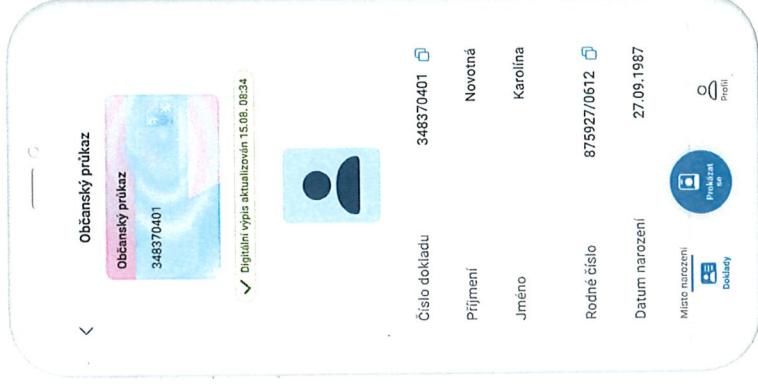 Občanský průkaz
Občanský průkaz
348370401
Digitální výpis aktualizován 15.08. 08:34
Číslo dokladu 348370401
Příjmení Novotná
Jméno Karolína
Rodné číslo 875927/0612
Datum narození 27.09.1987
Místo narození
Doklady
Prokázat
se
Profil